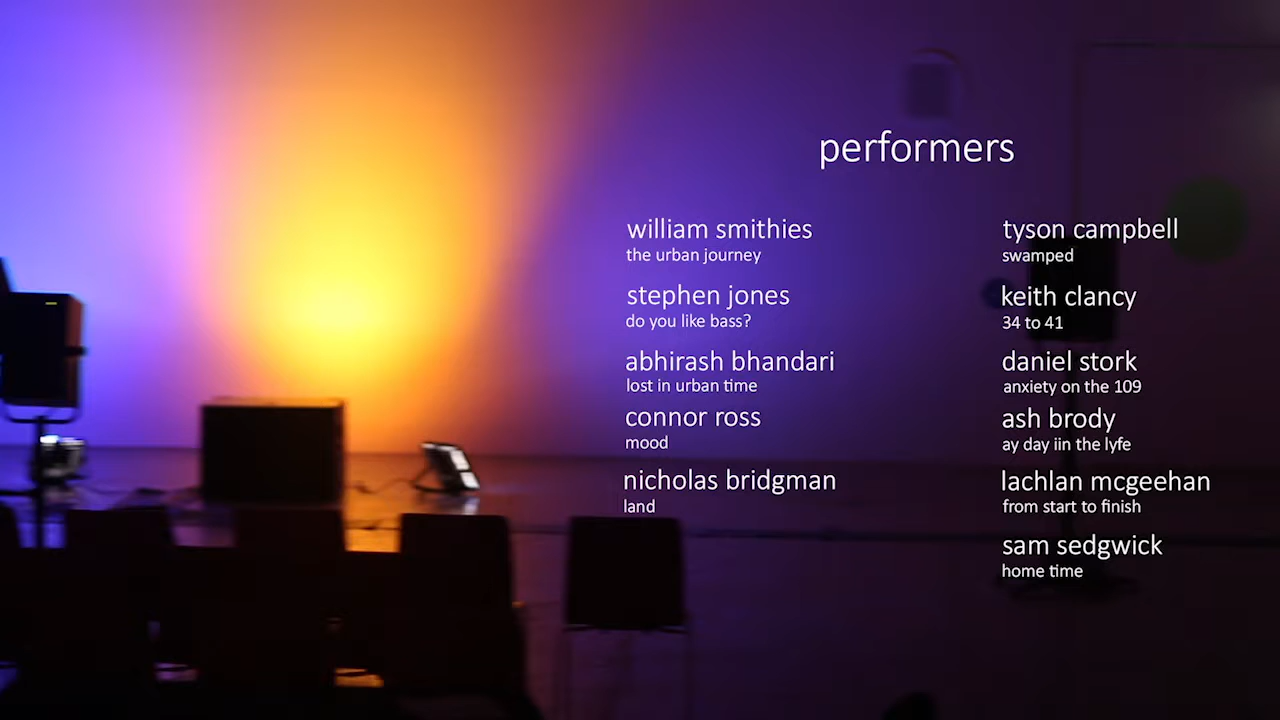 performers
william smithies
the urban journey
stephen jones
do you like bass?
abhirash bhandari
lost in urban time
connor ross
mood
nicholas bridgman
land
tyson campbell
swamped
keith clancy
34 to 41
daniel stork
anxiety on the 109
ash brody
ay day iin the lyfe
lachlan mcgeehan
from start to finish
sam sedgwick
home time